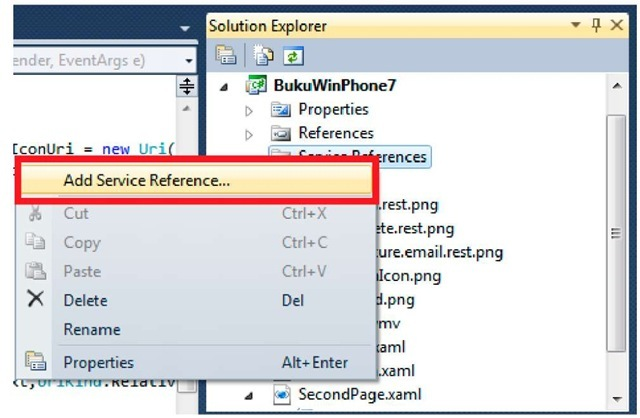 Solution Explorer
ender, EventArgs e)
BukuWinPhone7
Properties
References
IconUri = new Uri(
Service References
Add Service Reference...
.rest.png
Cut Ctrl+X
ete.rest.png
Copy Ctrl+C
ture.email.rest.png
Icon.png
Paste Ctrl+V
d.png
Delete Del
mv
Rename
xaml
.xaml
Properties Alt+Enter
xt,UriKind.Relativ
SecondPage.xaml